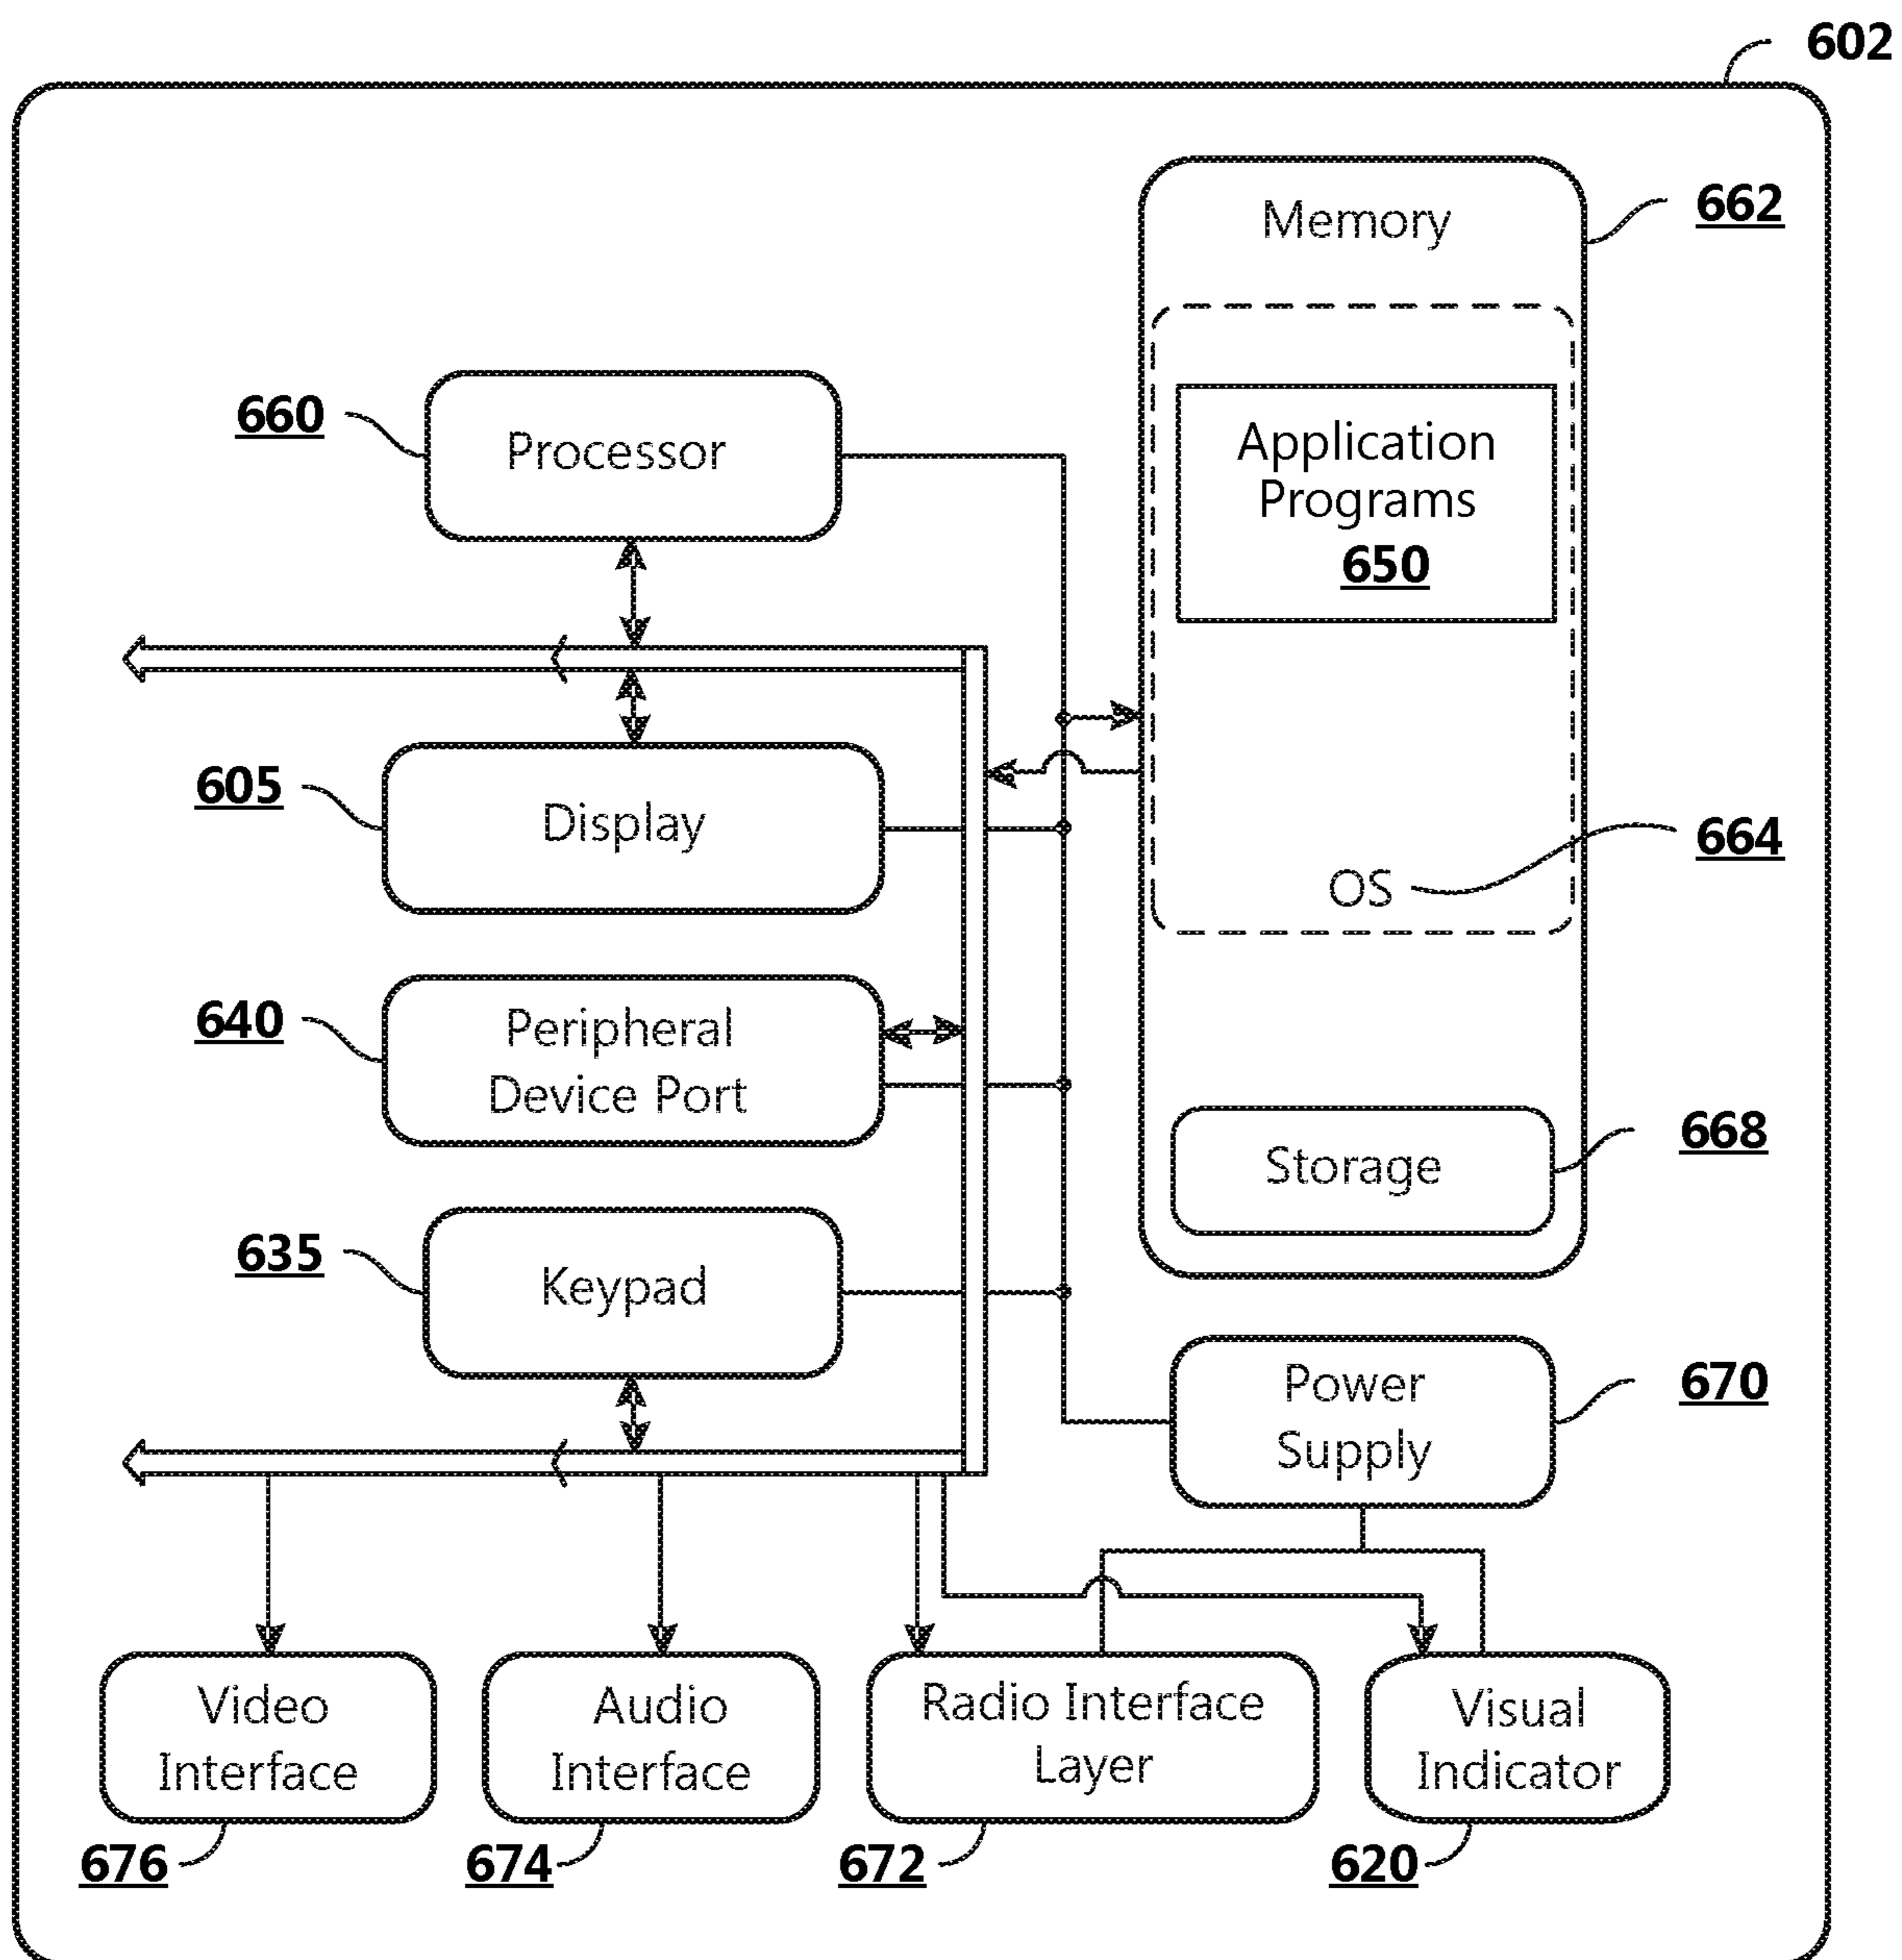 602
Memory
662
Application
Programs
650
660
Processor
605
Display
OS
664
640
Peripheral
Device Port
Storage
668
635
Keypad
Power
Supply
670
Video
Interface
676
Audio
Interface
674
Radio Interface
Layer
672
Visual
Indicator
620